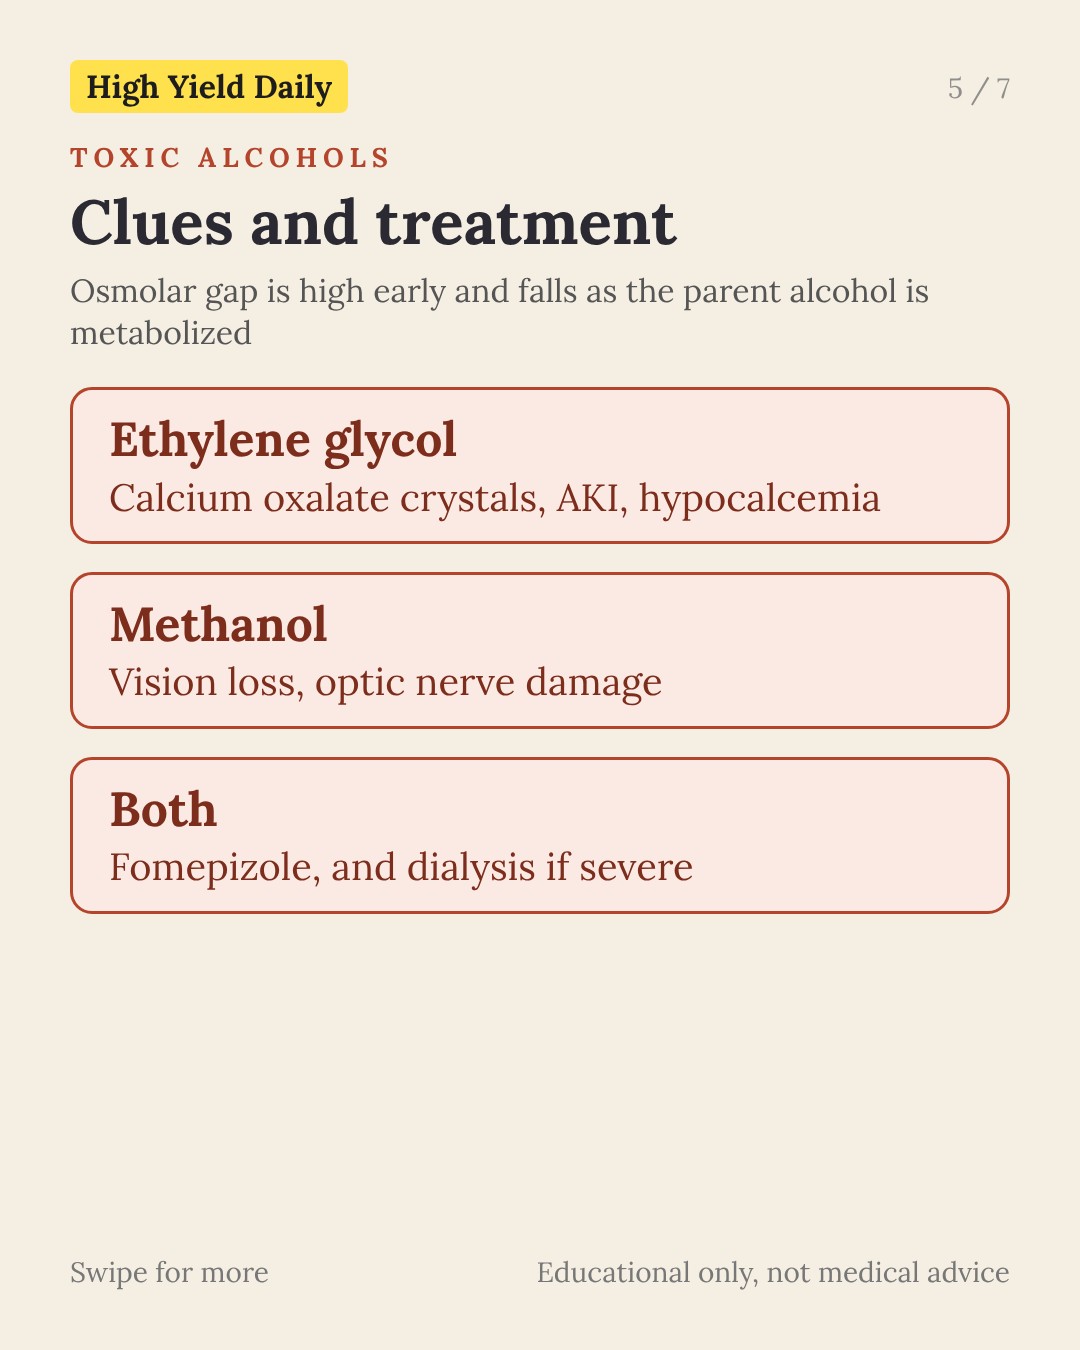 High Yield Daily
5 / 7
TOXIC ALCOHOLS
Clues and treatment
Osmolar gap is high early and falls as the parent alcohol is
metabolized
Ethylene glycol
Calcium oxalate crystals, AKI, hypocalcemia
Methanol
Vision loss, optic nerve damage
Both
Fomepizole, and dialysis if severe
Swipe for more
Educational only, not medical advice